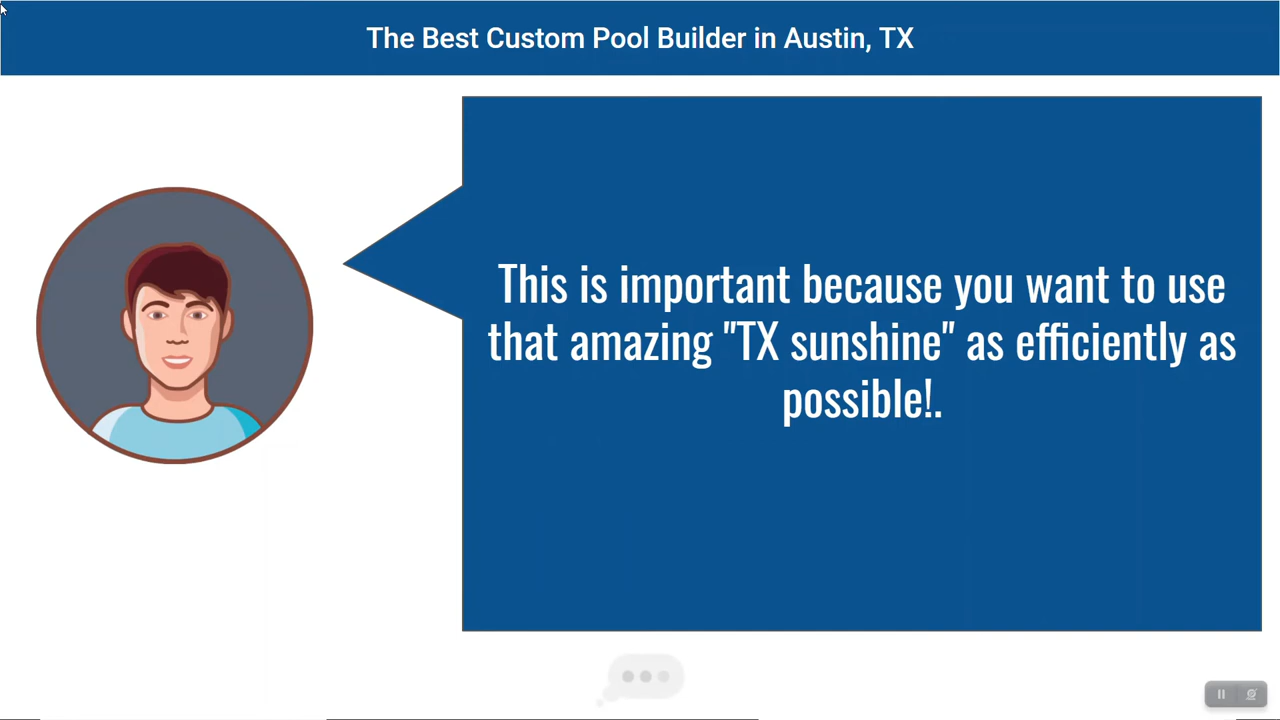 The Best Custom Pool Builder in Austin, TX
This is important because you want to use
that amazing "TX sunshine" as efficiently as
possible!.